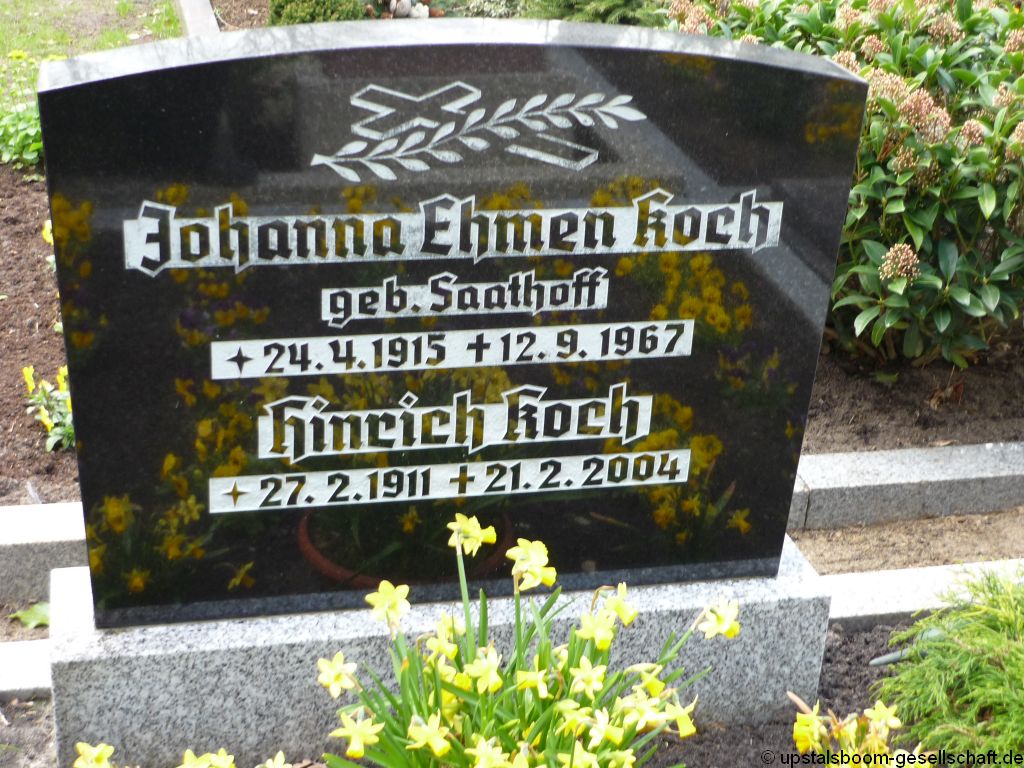 Johanna Ehmen Koch
geb. Saathoff
✦ 24. 4. 1915 ✝ 12. 9. 1967
Hinrich Koch
✦ 27. 2. 1911 ✝ 21. 2. 2004
© upstalsboom-gesellschaft.de